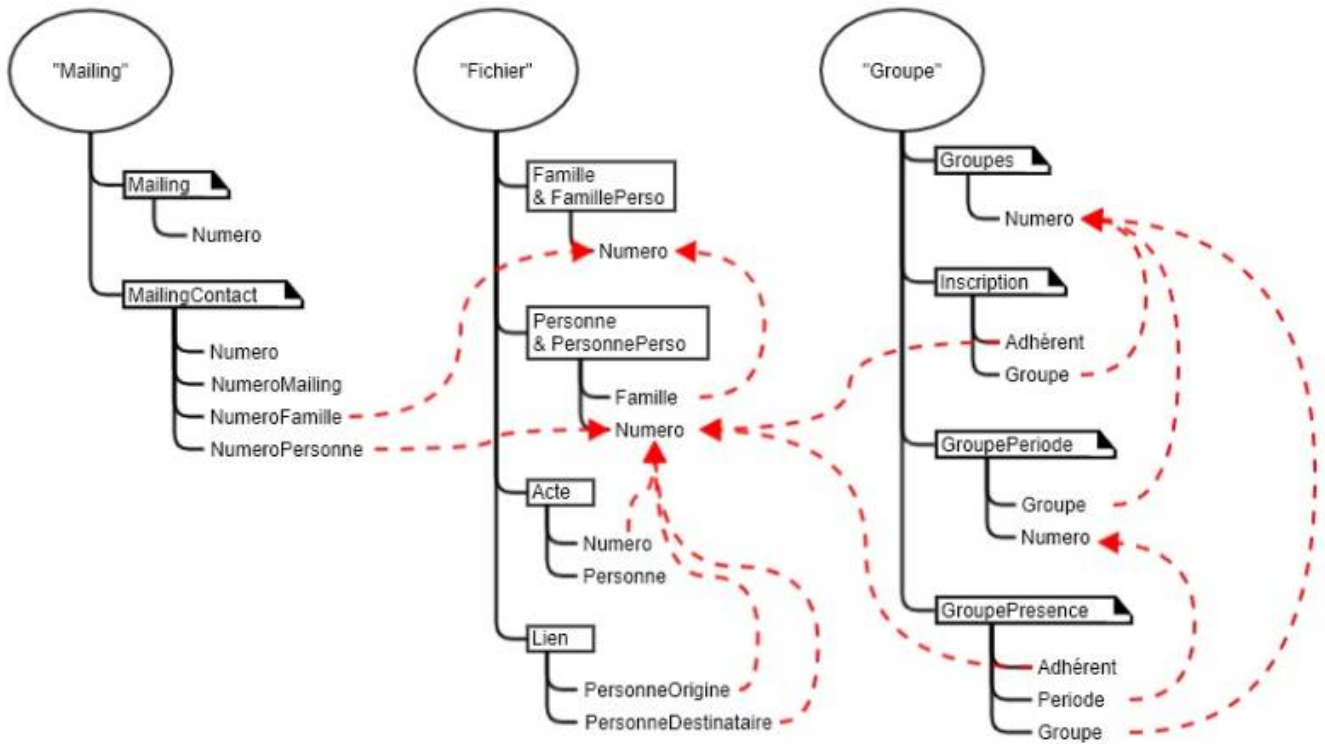 "Mailing"
Mailing
Numero
MailingContact
Numero
NumeroMailing
NumeroFamille
NumeroPersonne
"Fichier"
Famille
& FamillePerso
Numero
Personne
& PersonnePerso
Famille
Numero
Acte
Numero
Personne
Lien
PersonneOrigine
PersonneDestinataire
"Groupe"
Groupes
Numero
Inscription
Adhérent
Groupe
GroupePeriode
Groupe
Numero
GroupePresence
Adhérent
Periode
Groupe